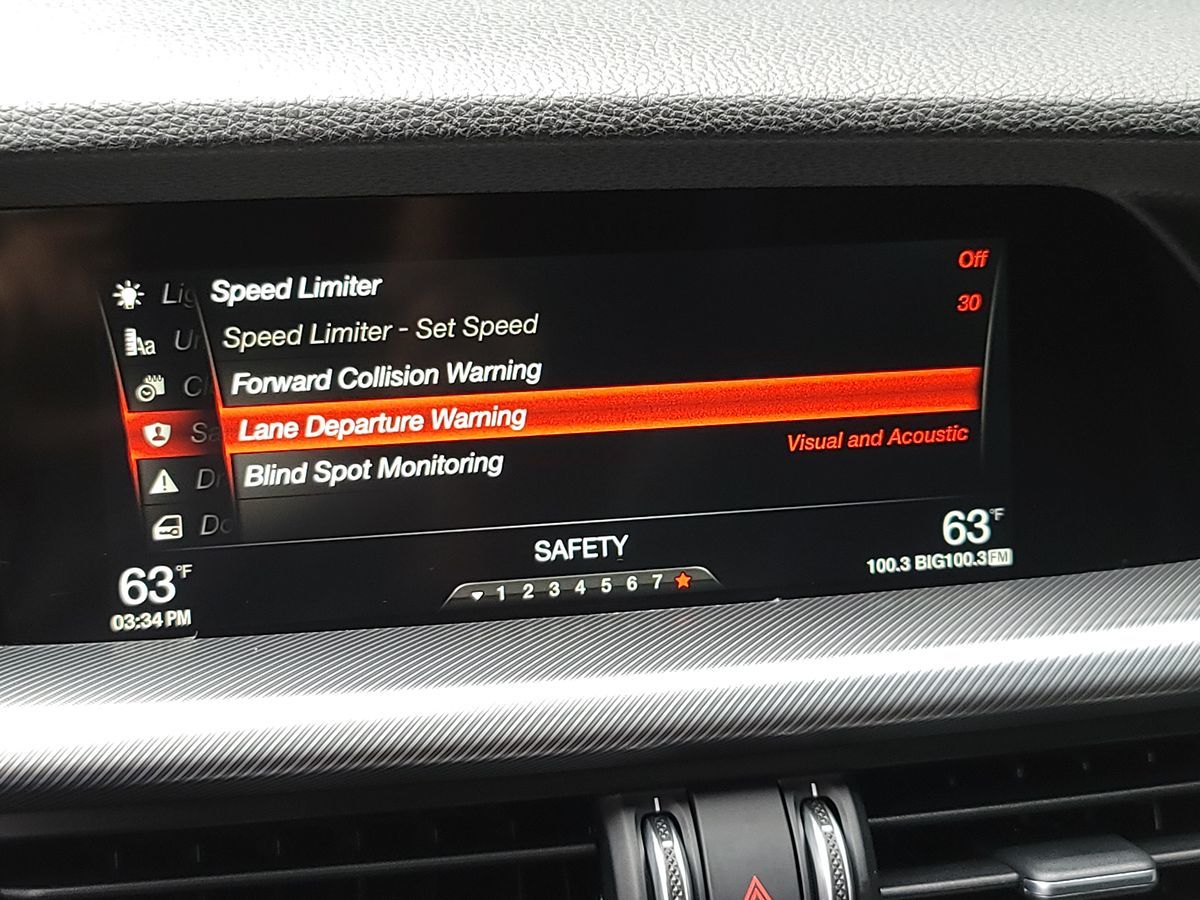 Speed Limiter Off
Speed Limiter - Set Speed 30
Forward Collision Warning
Lane Departure Warning
Blind Spot Monitoring Visual and Acoustic
Aa
SAFETY
63°F
63°F
1 2 3 4 5 6 7
03:34 PM
100.3 BIG100.3 FM